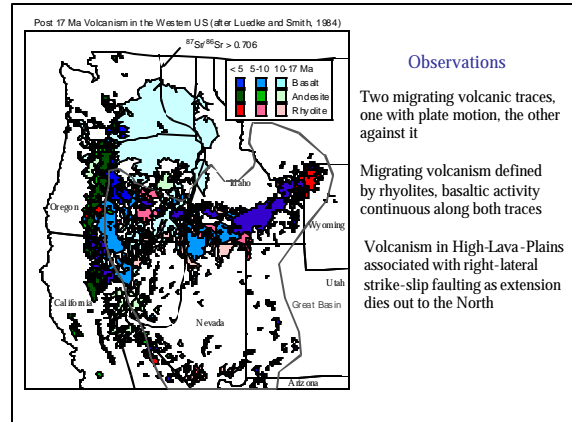 Post 17 Ma Volcanism in the Western US (after Luedke and Smith, 1984)
87Sr/86Sr > 0.706
< 5 5-10 10-17 Ma
Basalt
Andesite
Rhyolite
Idaho
Oregon
Wyoming
Utah
Great Basin
California
Nevada
Arizona
Observations
Two migrating volcanic traces,
one with plate motion, the other
against it
Migrating volcanism defined
by rhyolites, basaltic activity
continuous along both traces
Volcanism in High-Lava-Plains
associated with right-lateral
strike-slip faulting as extension
dies out to the North